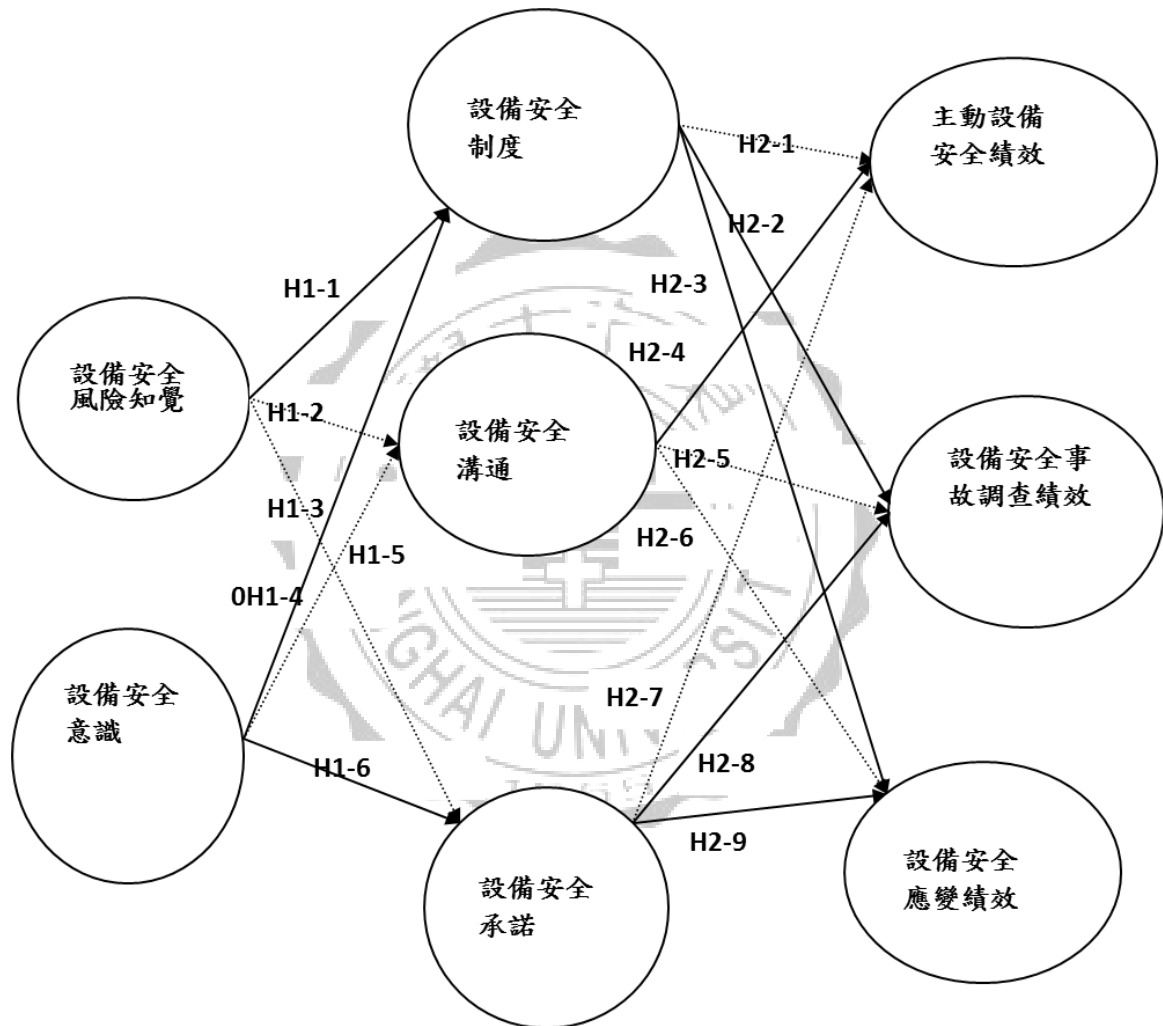 設備安全
制度
主動設備
安全績效
H2-1
H2-2
H1-1
H2-3
H2-4
設備安全
風險知覺
H1-2
設備安全
溝通
H2-5
設備安全事
故調查績效
H1-3
H1-5
H2-6
0H1-4
設備安全
意識
H2-7
H1-6
H2-8
H2-9
設備安全
承諾
設備安全
應變績效